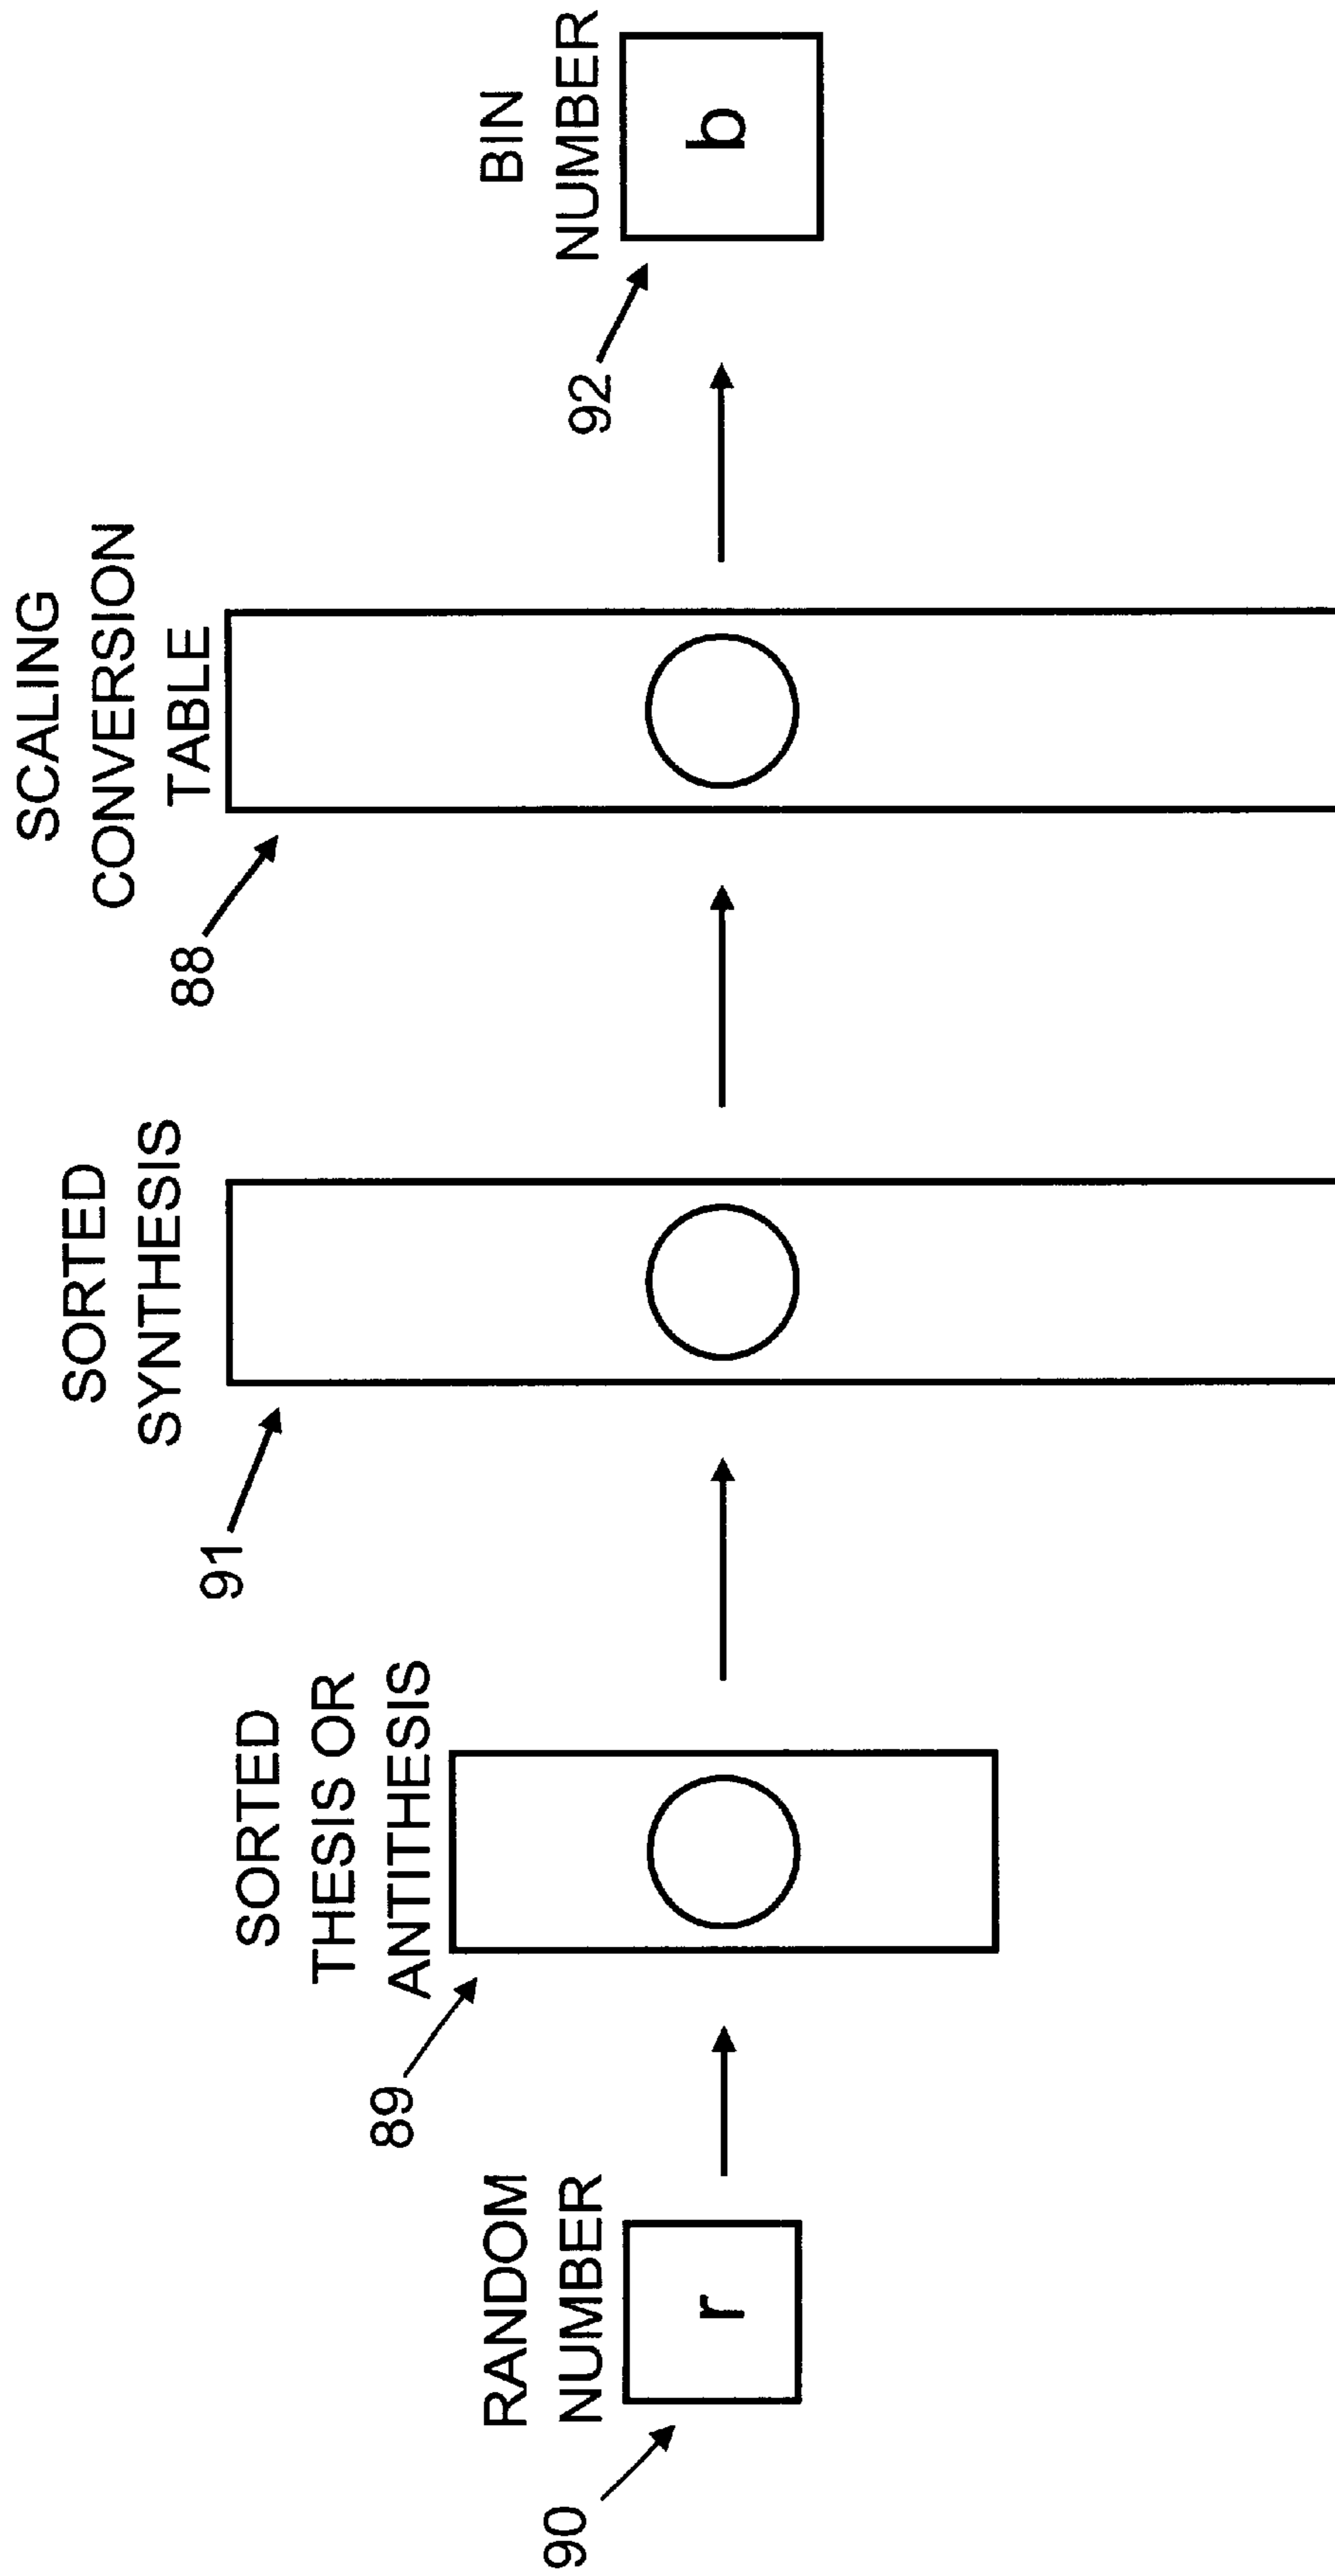 RANDOM
NUMBER
90
r
SORTED
THESIS OR
ANTITHESIS
89
SORTED
SYNTHESIS
91
SCALING
CONVERSION
TABLE
88
BIN
NUMBER
92
b